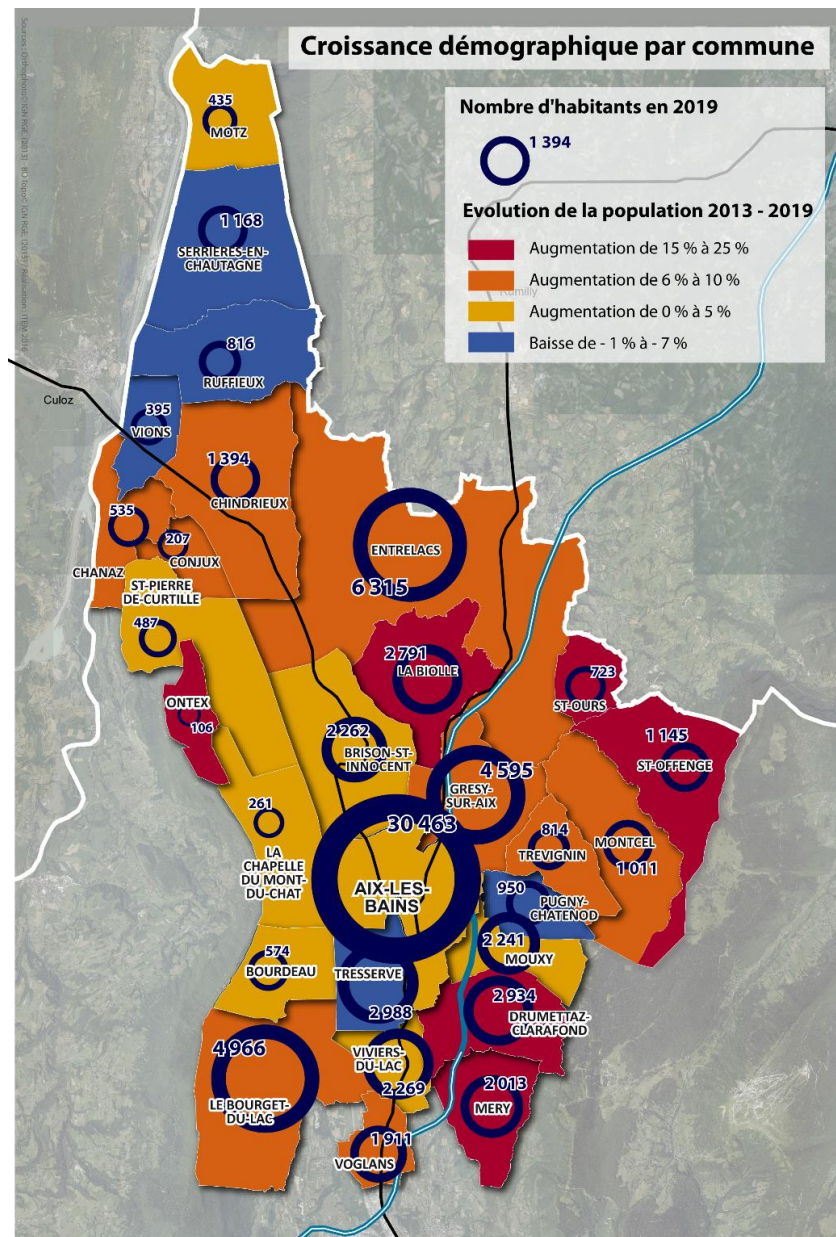 Croissance démographique par commune
Nombre d'habitants en 2019
1 394
Evolution de la population 2013 - 2019
Augmentation de 15 % à 25 %
Augmentation de 6 % à 10 %
Augmentation de 0 % à 5 %
Baisse de - 1 % à - 7 %
Rumilly
435
MOTZ
1 168
SERRIERES-EN-
CHAUTAGNE
816
RUFFIEUX
Culoz
395
VIONS
1 394
CHINDRIEUX
535
CHANAZ
207
CONJUX
ENTRELACS
6 315
ST-PIERRE
DE-CURTILLE
487
2 791
LA BIOLLE
723
ST-OURS
ONTEX
106
2 262
BRISON-ST-
INNOCENT
1 145
ST-OFFENGE
4 595
GRESY-
SUR-AIX
261
LA
CHAPELLE
DU MONT-
DU-CHAT
30 463
AIX-LES-
BAINS
814
TREVIGNIN
MONTCEL
1 011
950
PUGNY-
CHATENOD
2 241
MOUXY
574
BOURDEAU
TRESSERVE
2 988
2 934
DRUMETTAZ-
CLARAFOND
4 966
LE BOURGET-
DU-LAC
VIVIERS-
DU-LAC
2 269
2 013
MERY
1 911
VOGLANS